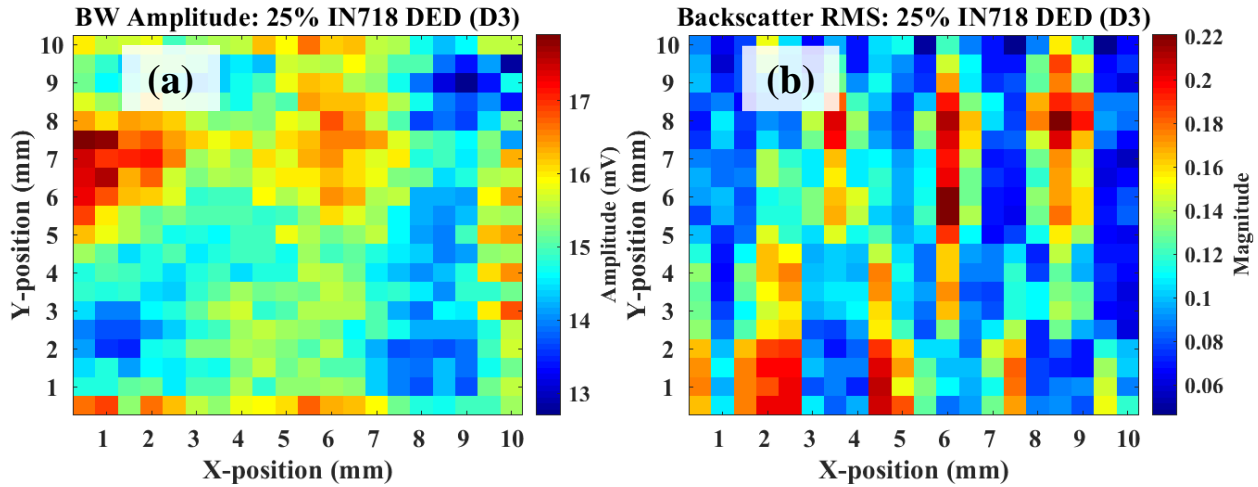 BW Amplitude: 25% IN718 DED (D3)
(a)
10
9
8
7
6
5
4
3
2
1
Y-position (mm)
1 2 3 4 5 6 7 8 9 10
X-position (mm)
17
16
15
14
13
Amplitude (mV)
Backscatter RMS: 25% IN718 DED (D3)
(b)
10
9
8
7
6
5
4
3
2
1
Y-position (mm)
1 2 3 4 5 6 7 8 9 10
X-position (mm)
0.22
0.2
0.18
0.16
0.14
0.12
0.1
0.08
0.06
Magnitude